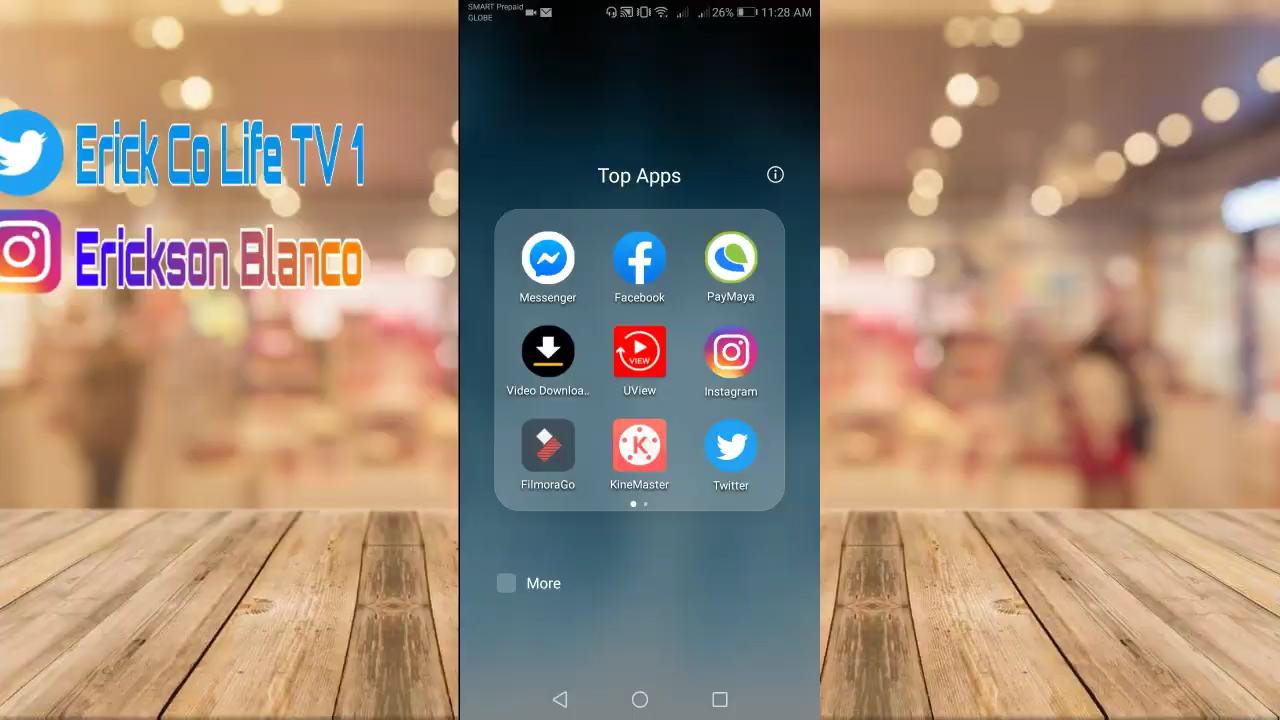 SMART Prepaid
GLOBE
26%
11:28 AM
Erick Co Life TV 1
Erickson Blanco
Top Apps
Messenger
Facebook
PayMaya
VIEW
Video Downloa..
UView
Instagram
K
FilmoraGo
KineMaster
Twitter
More